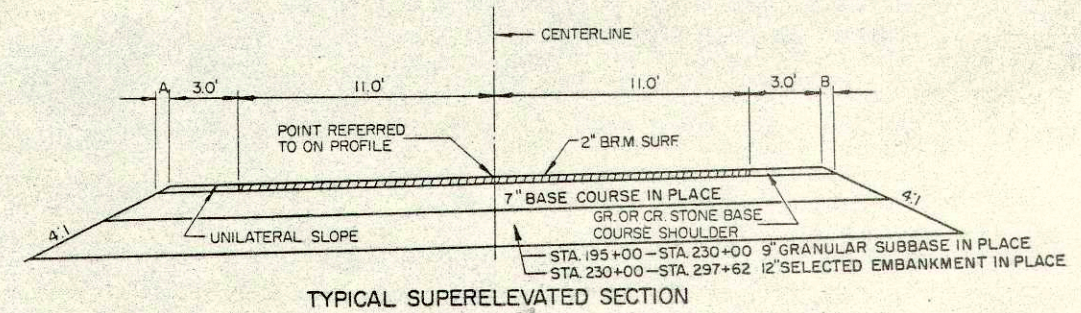 CENTERLINE
A 3.0' 11.0' 11.0' 3.0' B
POINT REFERRED
TO ON PROFILE
2" BR.M. SURF.
7" BASE COURSE IN PLACE
4:1
4:1
UNILATERAL SLOPE
GR. OR CR. STONE BASE
COURSE SHOULDER
STA. 195+00—STA. 230+00 9" GRANULAR SUBBASE IN PLACE
STA. 230+00—STA. 297+62 12" SELECTED EMBANKMENT IN PLACE
TYPICAL SUPERELEVATED SECTION